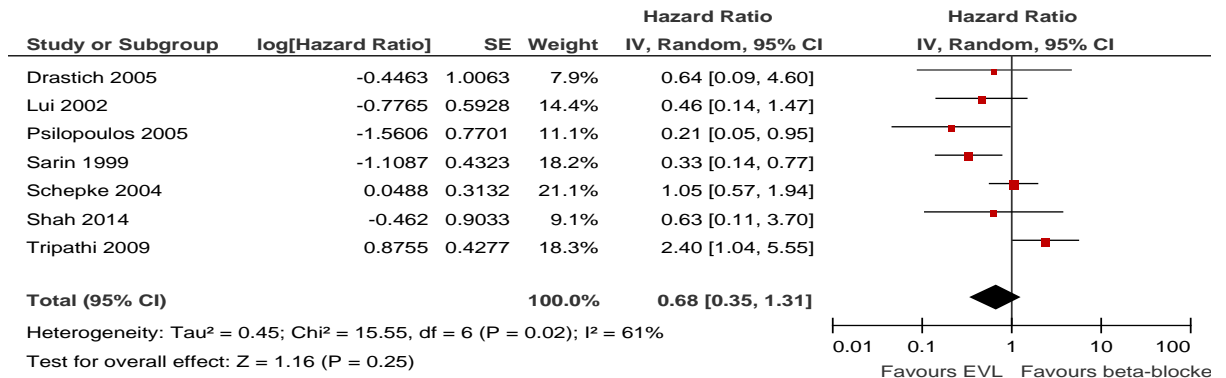 Hazard Ratio Hazard Ratio
Study or Subgroup log[Hazard Ratio] SE Weight IV, Random, 95% CI IV, Random, 95% CI
Drastich 2005 -0.4463 1.0063 7.9% 0.64 [0.09, 4.60]
Lui 2002 -0.7765 0.5928 14.4% 0.46 [0.14, 1.47]
Psilopoulos 2005 -1.5606 0.7701 11.1% 0.21 [0.05, 0.95]
Sarin 1999 -1.1087 0.4323 18.2% 0.33 [0.14, 0.77]
Schepke 2004 0.0488 0.3132 21.1% 1.05 [0.57, 1.94]
Shah 2014 -0.462 0.9033 9.1% 0.63 [0.11, 3.70]
Tripathi 2009 0.8755 0.4277 18.3% 2.40 [1.04, 5.55]
Total (95% CI) 100.0% 0.68 [0.35, 1.31]
Heterogeneity: Tau² = 0.45; Chi² = 15.55, df = 6 (P = 0.02); I² = 61%
Test for overall effect: Z = 1.16 (P = 0.25)
0.01 0.1 1 10 100
Favours EVL Favours beta-blocke